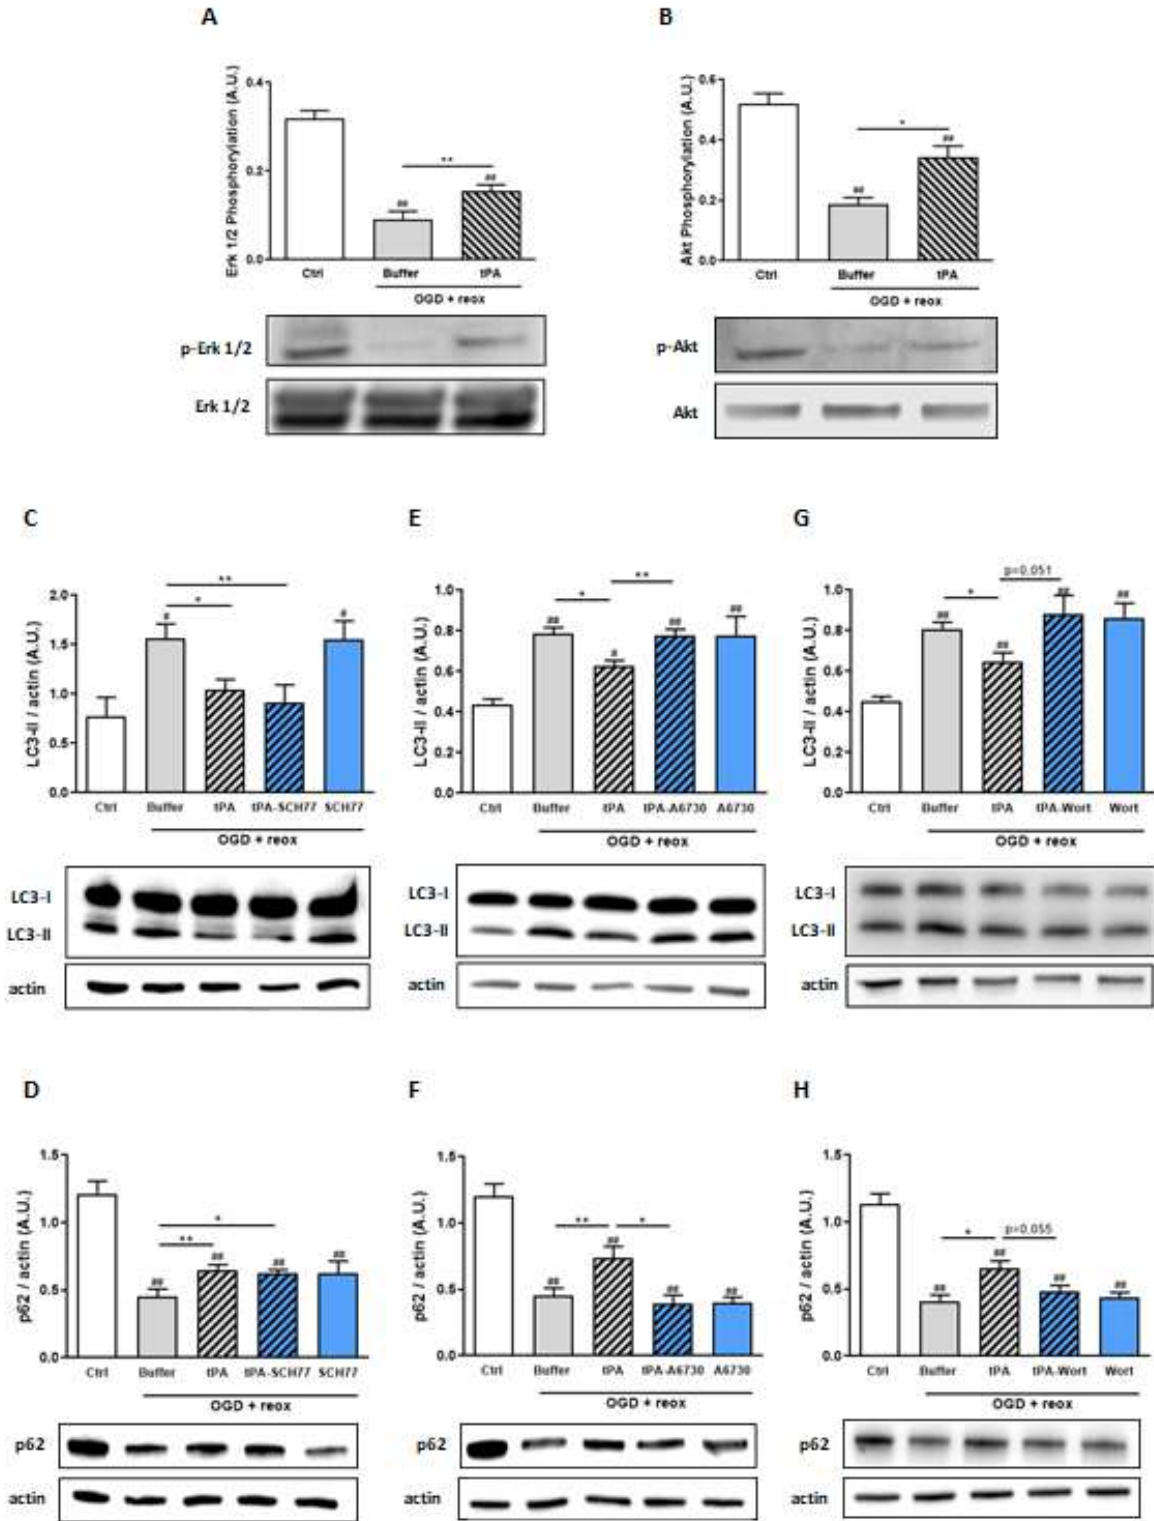 A
B
Erk 1/2 Phosphorylation (A.U.)
0.4
0.2
0.0
**
##
##
Ctrl Buffer tPA
OGD + reox
p-Erk 1/2
Erk 1/2
Akt Phosphorylation (A.U.)
0.6
0.4
0.2
0.0
*
##
##
Ctrl Buffer tPA
OGD + reox
p-Akt
Akt
C
E
G
LC3-II / actin (A.U.)
2.0
1.5
1.0
0.5
0.0
**
*
#
#
Ctrl Buffer tPA tPA-SCH77 SCH77
OGD + reox
LC3-I
LC3-II
actin
LC3-II / actin (A.U.)
1.0
0.8
0.6
0.4
0.2
0.0
**
*
##
#
##
##
Ctrl Buffer tPA tPA-A6730 A6730
OGD + reox
LC3-I
LC3-II
actin
LC3-II / actin (A.U.)
1.0
0.8
0.6
0.4
0.2
0.0
p=0.051
*
##
##
##
##
Ctrl Buffer tPA tPA-Wort Wort
OGD + reox
LC3-I
LC3-II
actin
D
F
H
p62 / actin (A.U.)
1.5
1.0
0.5
0.0
*
**
##
##
##
##
Ctrl Buffer tPA tPA-SCH77 SCH77
OGD + reox
p62
actin
p62 / actin (A.U.)
1.5
1.0
0.5
0.0
** *
##
##
##
##
Ctrl Buffer tPA tPA-A6730 A6730
OGD + reox
p62
actin
p62 / actin (A.U.)
1.5
1.0
0.5
0.0
* p=0.055
##
##
##
##
Ctrl Buffer tPA tPA-Wort Wort
OGD + reox
p62
actin